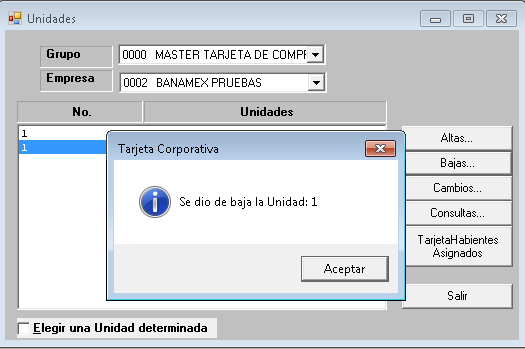 Unidades
Grupo
0000 MASTER TARJETA DE COMPF
Empresa
0002 BANAMEX PRUEBAS
No.
Unidades
1
1
Tarjeta Corporativa
Se dio de baja la Unidad: 1
Aceptar
Altas...
Bajas...
Cambios...
Consultas...
TarjetaHabientes
Asignados
Salir
Elegir una Unidad determinada